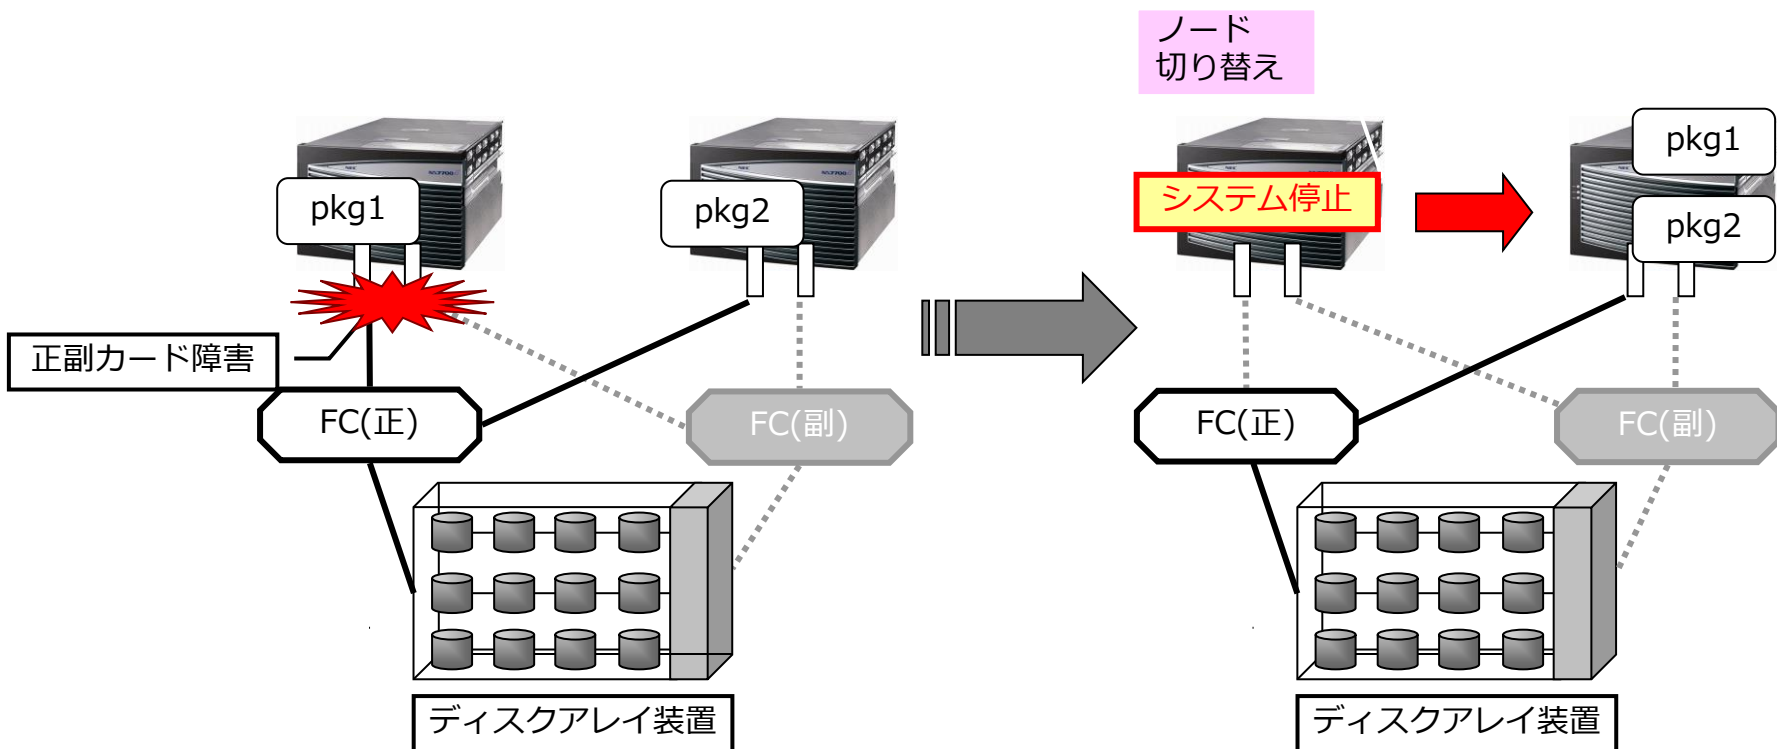 ノード
切り替え
pkg1
pkg2
システム停止
pkg1
pkg2
正副カード障害
FC(正)
FC(副)
FC(正)
FC(副)
ディスクアレイ装置
ディスクアレイ装置